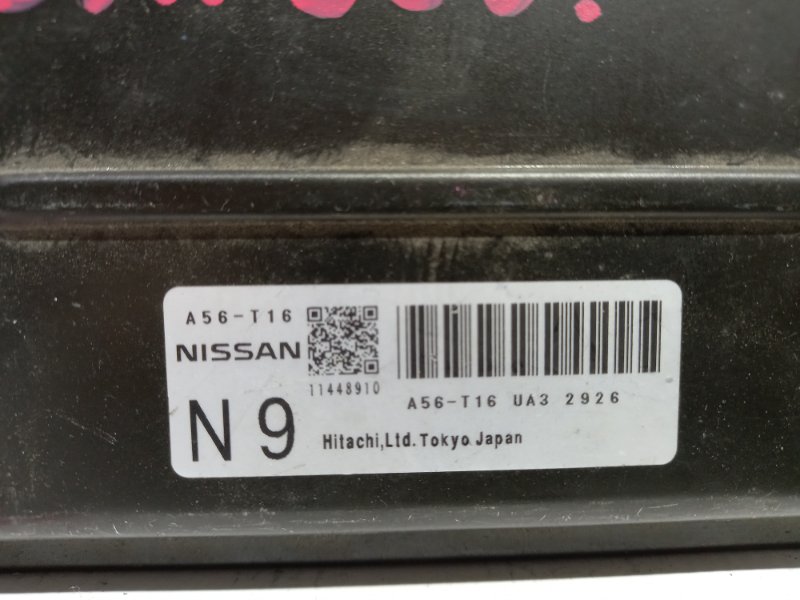 A56-T16
NISSAN
11448910
A56-T16 UA3 2926
N9
Hitachi,Ltd.Tokyo Japan